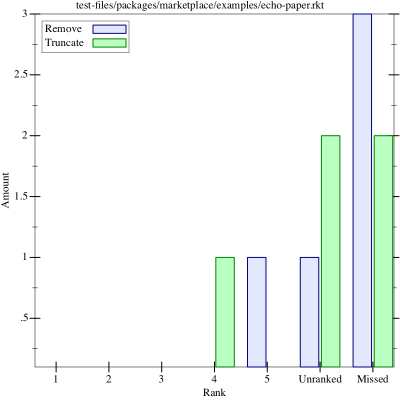 test-files/packages/marketplace/examples/echo-paper.rkt
Remove
Truncate
3
2.5
2
1.5
1
.5
Amount
1 2 3 4 5 Unranked Missed
Rank